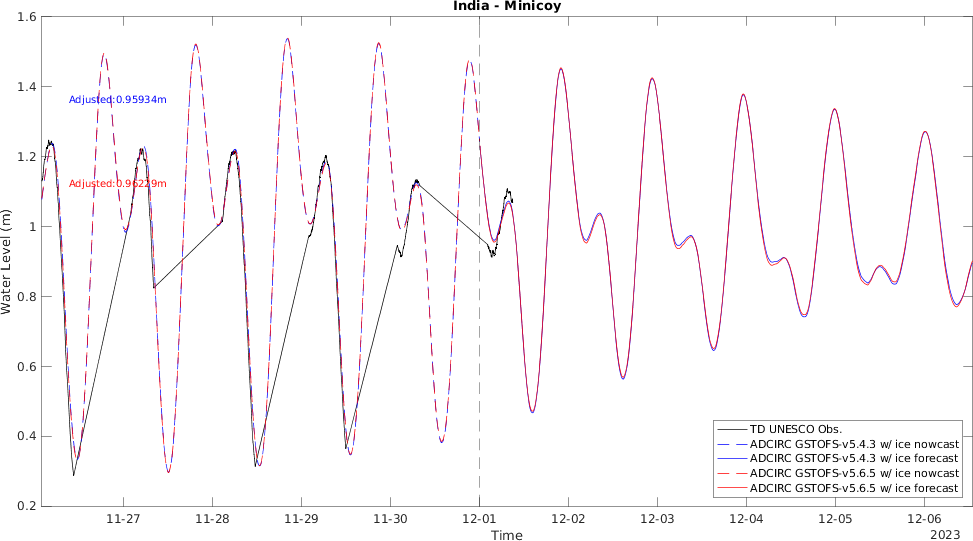 India - Minicoy
1.6
1.4
1.2
1
0.8
0.6
0.4
0.2
Water Level (m)
Adjusted:0.95934m
Adjusted:0.96229m
TD UNESCO Obs.
ADCIRC GSTOFS-v5.4.3 w/ ice nowcast
ADCIRC GSTOFS-v5.4.3 w/ ice forecast
ADCIRC GSTOFS-v5.6.5 w/ ice nowcast
ADCIRC GSTOFS-v5.6.5 w/ ice forecast
11-27 11-28 11-29 11-30 12-01 12-02 12-03 12-04 12-05 12-06
Time 2023